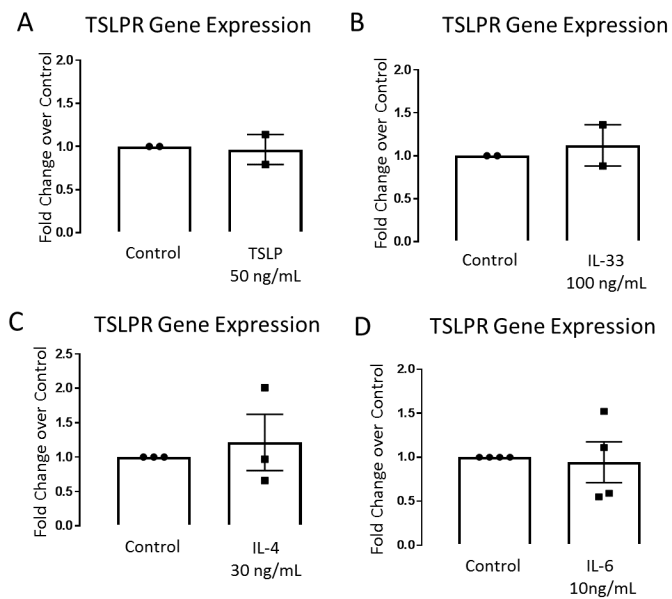 A
TSLPR Gene Expression
Fold Change over Control
2.0
1.5
1.0
0.5
0.0
Control
TSLP
50 ng/mL
B
TSLPR Gene Expression
Fold Change over Control
2.0
1.5
1.0
0.5
0.0
Control
IL-33
100 ng/mL
C
TSLPR Gene Expression
Fold Change over Control
2.5
2.0
1.5
1.0
0.5
0.0
Control
IL-4
30 ng/mL
D
TSLPR Gene Expression
Fold Change over Control
2.0
1.5
1.0
0.5
0.0
Control
IL-6
10ng/mL